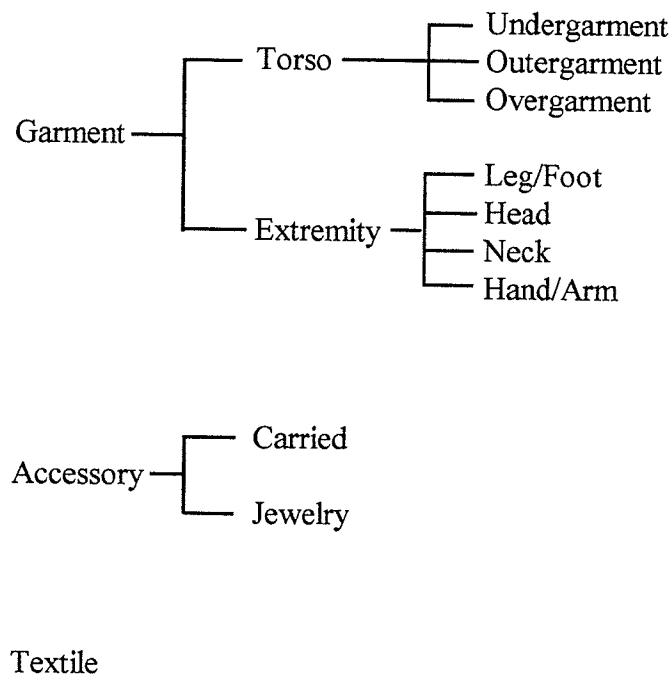 Undergarment
Torso
Outergarment
Overgarment
Garment
Leg/Foot
Head
Extremity
Neck
Hand/Arm
Carried
Accessory
Jewelry
Textile